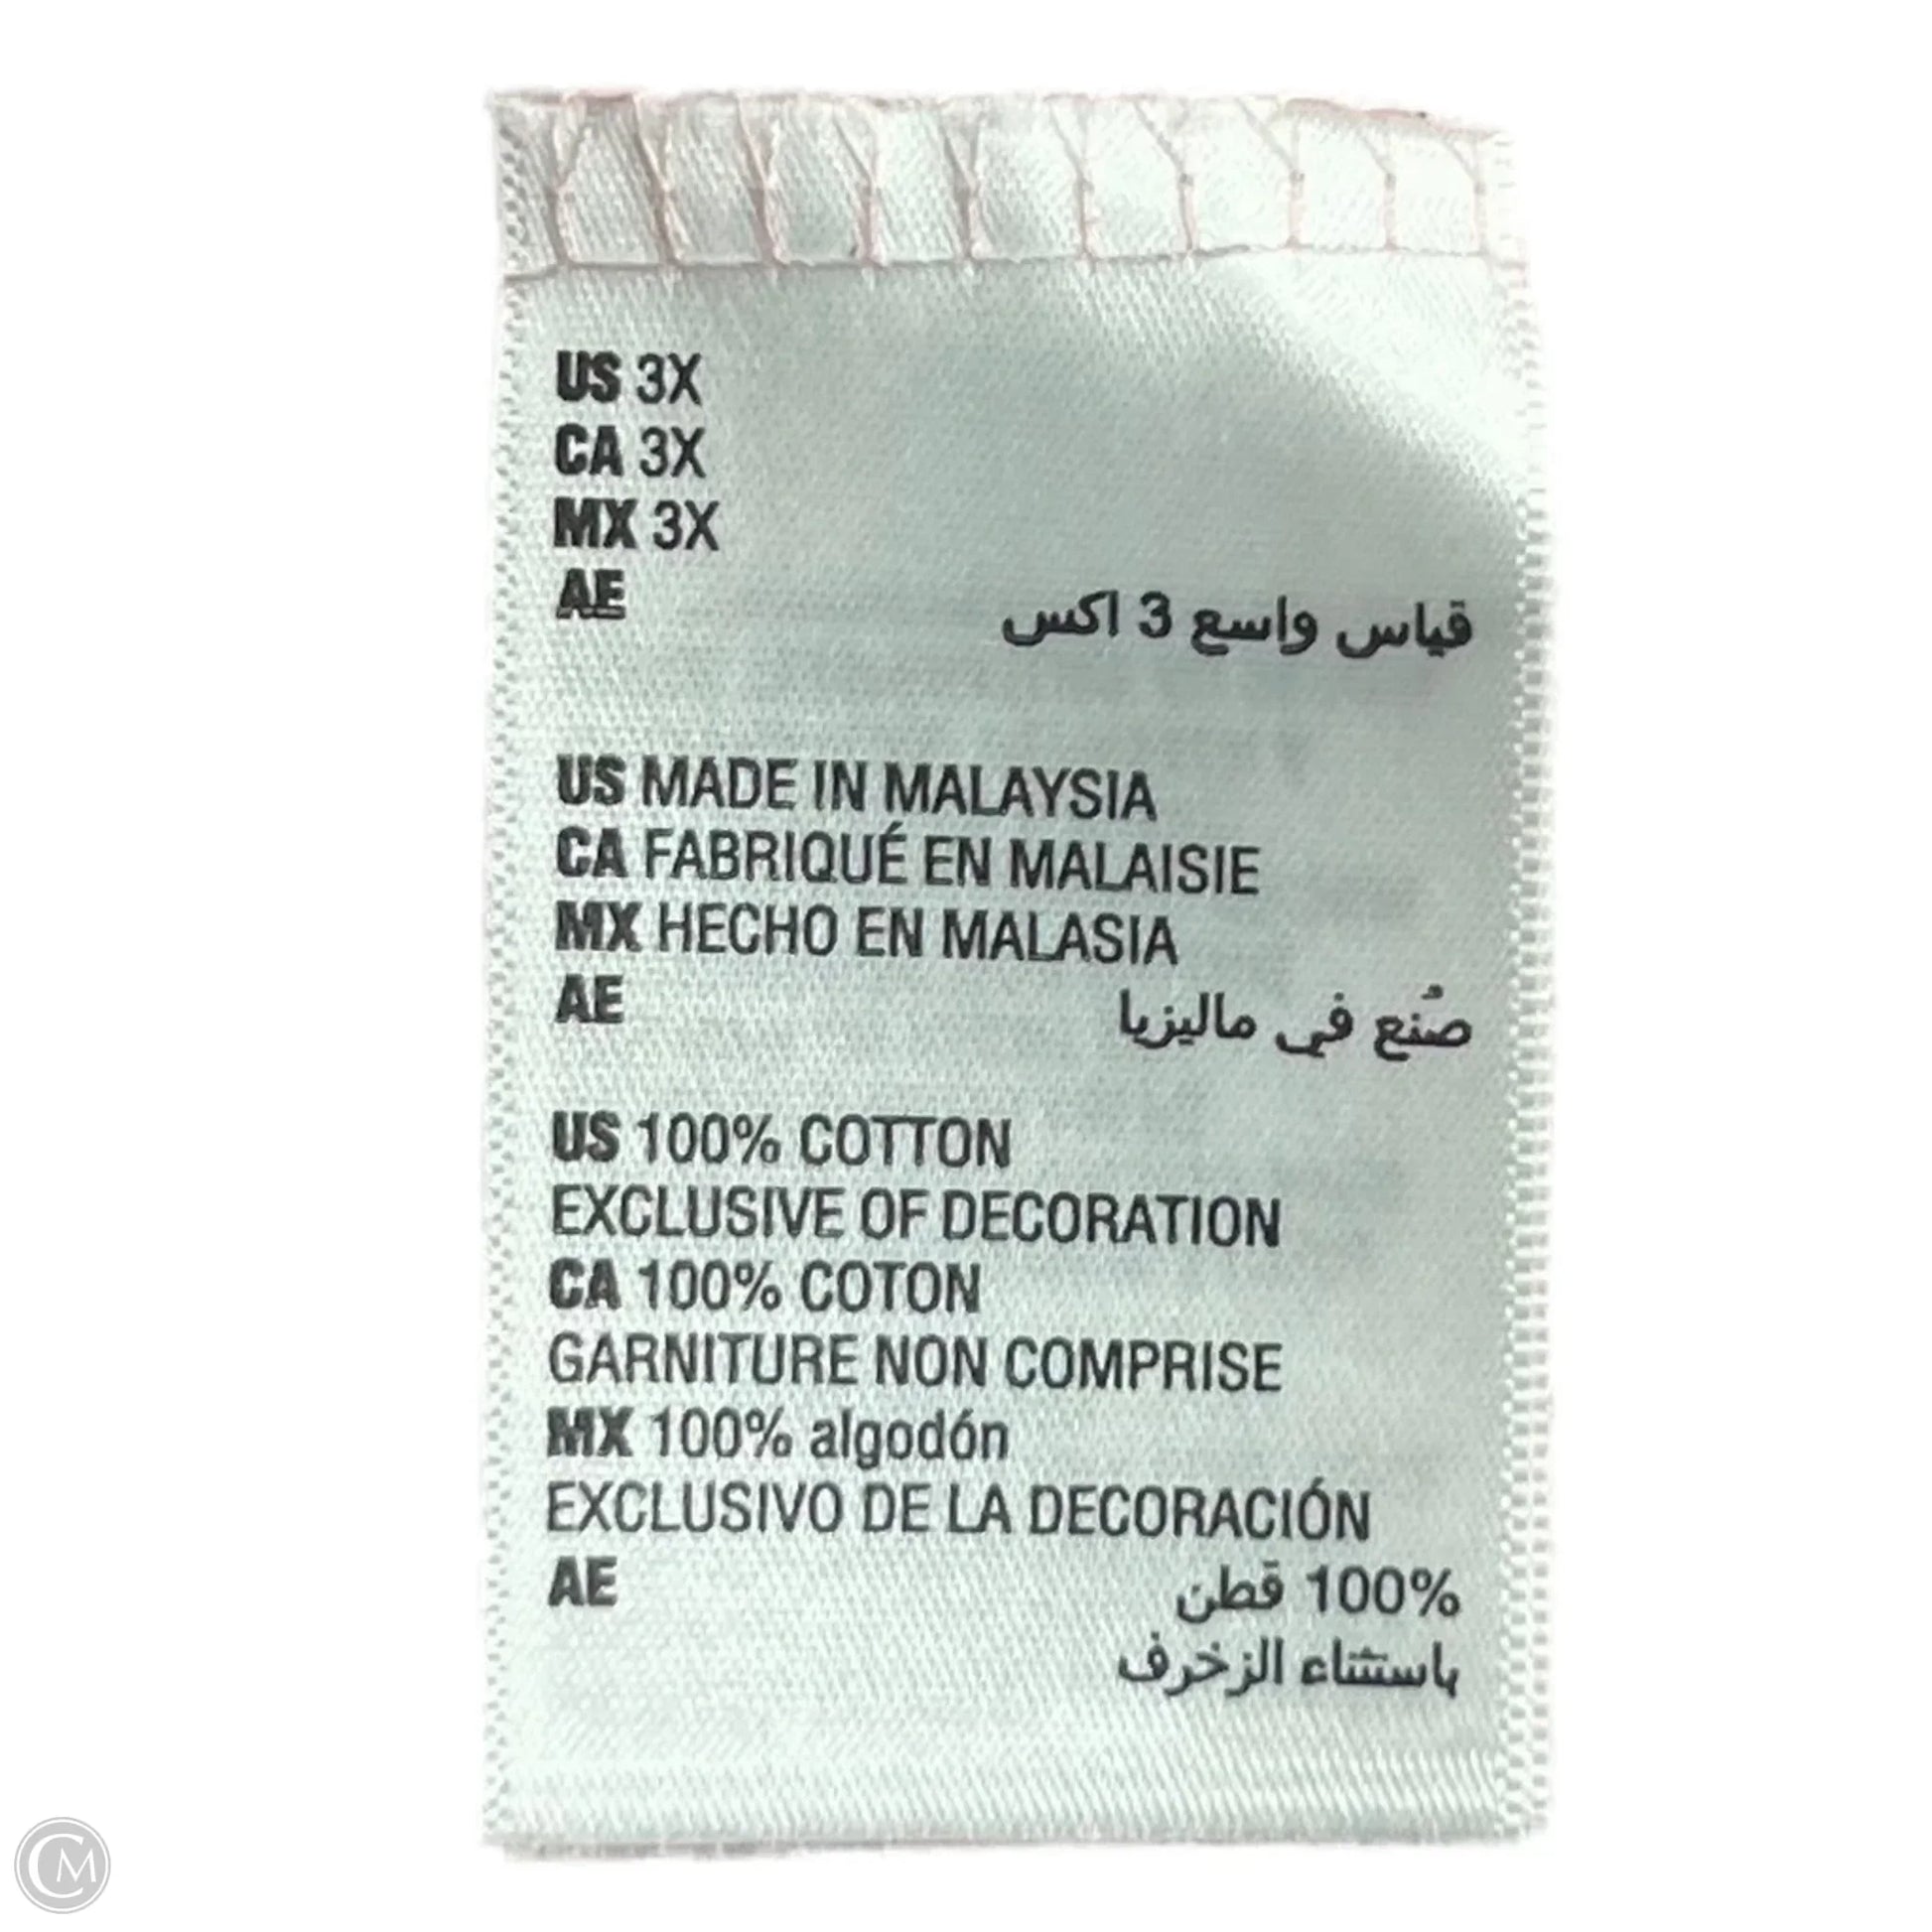 US 3X
CA 3X
MX 3X
AE قياس واسع 3 اكس
US MADE IN MALAYSIA
CA FABRIQUÉ EN MALAISIE
MX HECHO EN MALASIA
AE صُنع في ماليزيا
US 100% COTTON
EXCLUSIVE OF DECORATION
CA 100% COTON
GARNITURE NON COMPRISE
MX 100% algodón
EXCLUSIVO DE LA DECORACIÓN
AE 100% قطن
باستثناء الزخرف
CM